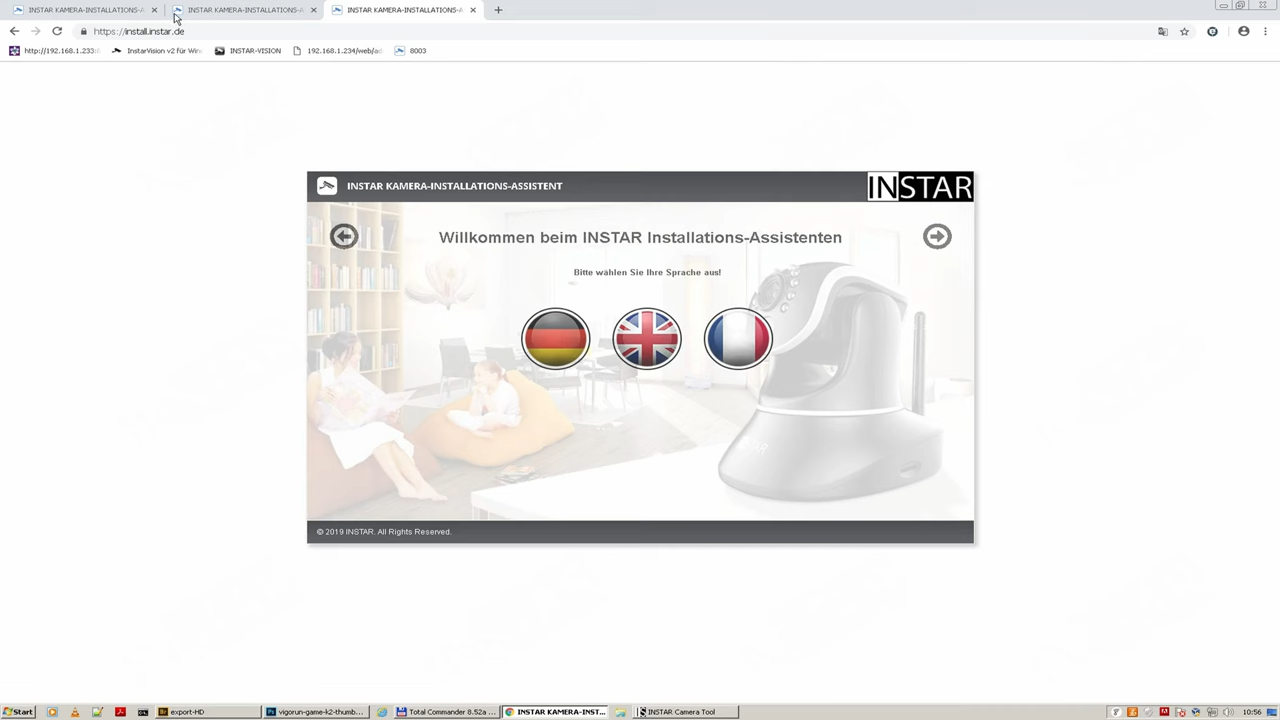 INSTAR KAMERA-INSTALLATIONS-A
INSTAR KAMERA-INSTALLATIONS-A
INSTAR KAMERA-INSTALLATIONS-A
https://install.instar.de
http://192.168.1.233:
InstarVision v2 für Win
INSTAR-VISION
192.168.1.234/web/ad
8003
INSTAR KAMERA-INSTALLATIONS-ASSISTENT
INSTAR
Willkommen beim INSTAR Installations-Assistenten
Bitte wählen Sie Ihre Sprache aus!
© 2019 INSTAR. All Rights Reserved.
Start
export-HD
vigorun-game-k2-thumb...
Total Commander 8.52a ...
INSTAR KAMERA-INST...
INSTAR Camera Tool
10:56